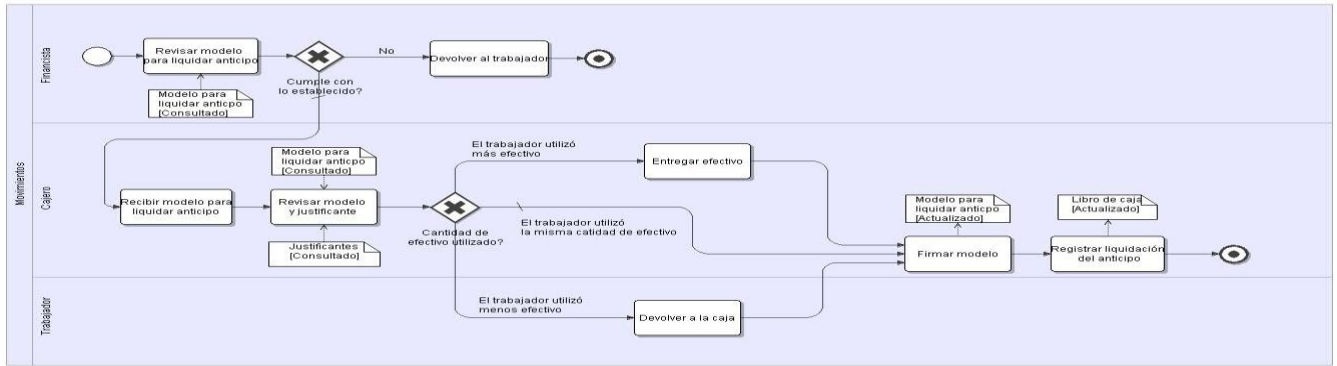 Movimientos
Financista
Revisar modelo
para liquidar anticipo
Modelo para
liquidar anticpo
[Consultado]
Cumple con
lo establecido?
No
Devolver al trabajador
Cajero
Recibir modelo para
liquidar anticipo
Modelo para
liquidar anticpo
[Consultado]
Revisar modelo
y justificante
Justificantes
[Consultado]
Cantidad de
efectivo utilizado?
El trabajador utilizó
más efectivo
Entregar efectivo
El trabajador utilizó
la misma catidad de efectivo
Modelo para
liquidar anticpo
[Actualizado]
Firmar modelo
Libro de caja
[Actualizado]
Registrar liquidación
del anticipo
Trabajador
El trabajador utilizó
menos efectivo
Devolver a la caja